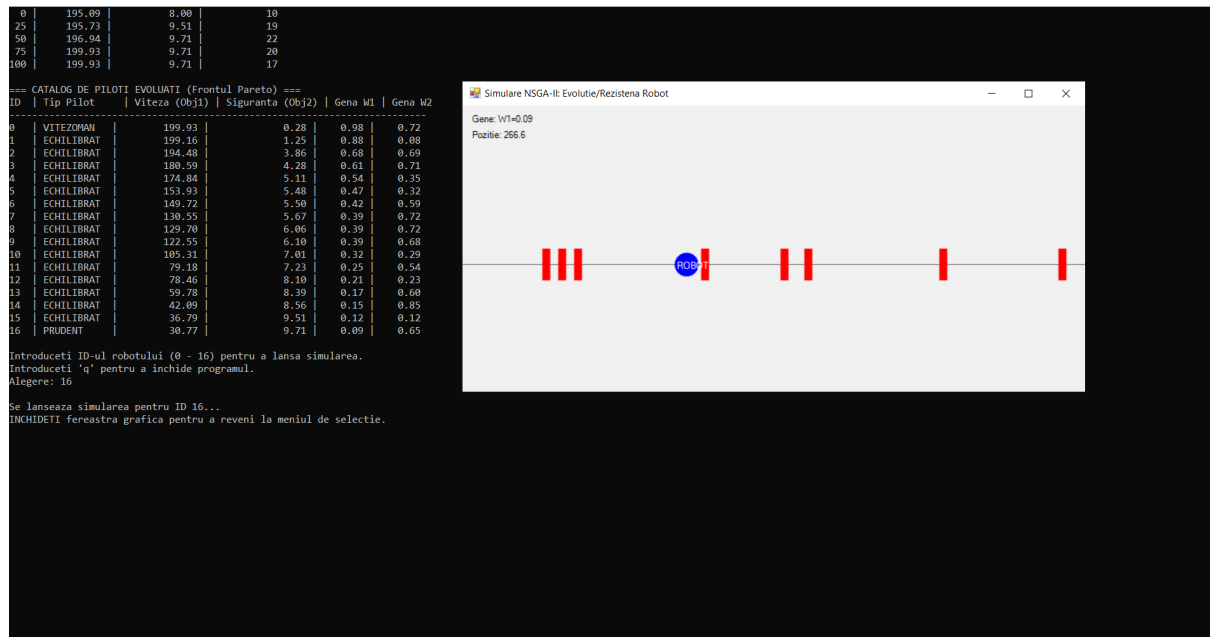 0 | 195.09 | 8.00 | 10
25 | 195.73 | 9.51 | 19
50 | 196.94 | 9.71 | 22
75 | 199.93 | 9.71 | 20
100 | 199.93 | 9.71 | 17
=== CATALOG DE PILOTI EVOLUATI (Frontul Pareto) ===
ID | Tip Pilot | Viteza (Obj1) | Siguranta (Obj2) | Gena W1 | Gena W2
--------------------------------------------------------------------------------
0 | VITEZOMAN | 199.93 | 0.28 | 0.98 | 0.72
1 | ECHILIBRAT | 199.16 | 1.25 | 0.88 | 0.08
2 | ECHILIBRAT | 194.48 | 3.86 | 0.68 | 0.69
3 | ECHILIBRAT | 180.59 | 4.28 | 0.61 | 0.71
4 | ECHILIBRAT | 174.84 | 5.11 | 0.54 | 0.35
5 | ECHILIBRAT | 153.93 | 5.48 | 0.47 | 0.32
6 | ECHILIBRAT | 149.72 | 5.50 | 0.42 | 0.59
7 | ECHILIBRAT | 130.55 | 5.67 | 0.39 | 0.72
8 | ECHILIBRAT | 129.70 | 6.06 | 0.39 | 0.72
9 | ECHILIBRAT | 122.55 | 6.10 | 0.39 | 0.68
10 | ECHILIBRAT | 105.31 | 7.01 | 0.32 | 0.29
11 | ECHILIBRAT | 79.18 | 7.23 | 0.25 | 0.54
12 | ECHILIBRAT | 78.46 | 8.10 | 0.21 | 0.23
13 | ECHILIBRAT | 59.78 | 8.39 | 0.17 | 0.60
14 | ECHILIBRAT | 42.09 | 8.56 | 0.15 | 0.85
15 | ECHILIBRAT | 36.79 | 9.51 | 0.12 | 0.12
16 | PRUDENT | 30.77 | 9.71 | 0.09 | 0.65
Introduceti ID-ul robotului (0 - 16) pentru a lansa simularea.
Introduceti 'q' pentru a inchide programul.
Alegere: 16
Se lanseaza simularea pentru ID 16...
INCHIDETI fereastra grafica pentru a reveni la meniul de selectie.
Simulare NSGA-II: Evolutie/Rezistena Robot
Gene: W1=0.09
Pozitie: 266.6
ROBOT